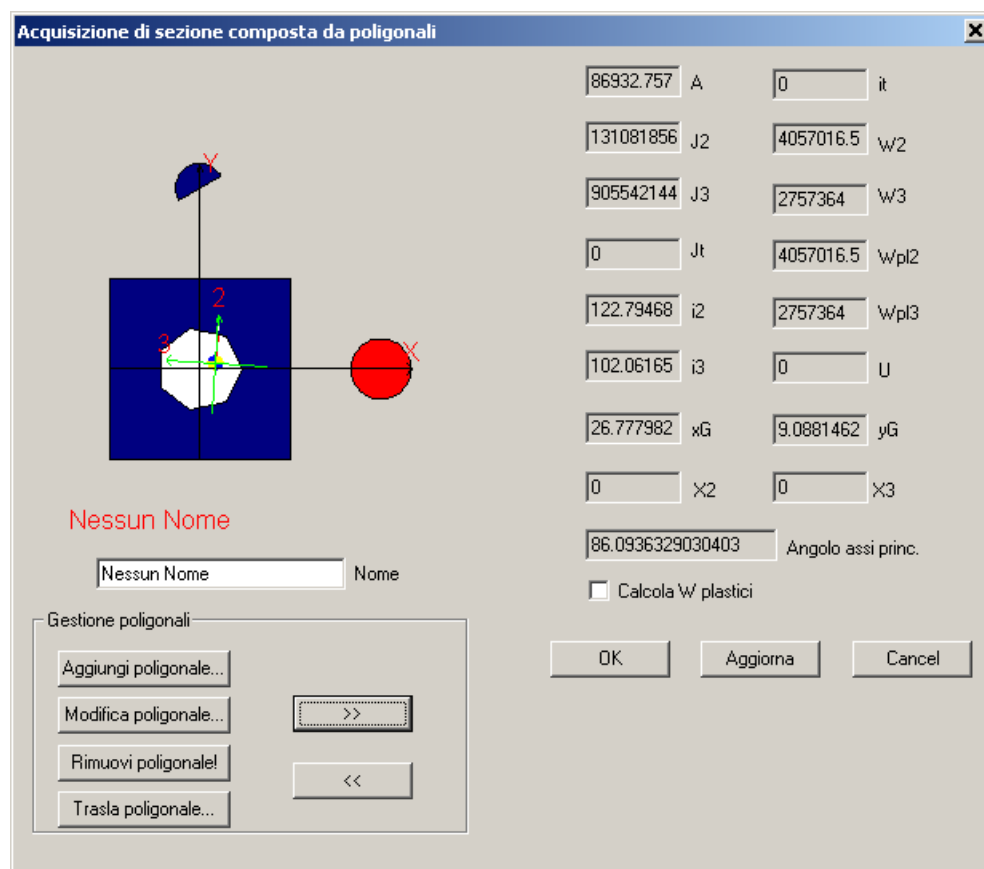 Acquisizione di sezione composta da poligonali
86932.757 A 0 it
131081856 J2 4057016.5 W2
905542144 J3 2757364 W3
0 Jt 4057016.5 Wpl2
122.79468 i2 2757364 Wpl3
102.06165 i3 0 U
26.777982 xG 9.0881462 yG
0 X2 0 X3
86.0936329030403 Angolo assi princ.
Calcola W plastici
OK Aggiorna Cancel
Y
2
3
X
Nessun Nome
Nessun Nome Nome
Gestione poligonali
Aggiungi poligonale...
Modifica poligonale... >>
Rimuovi poligonale!
<<
Trasla poligonale...